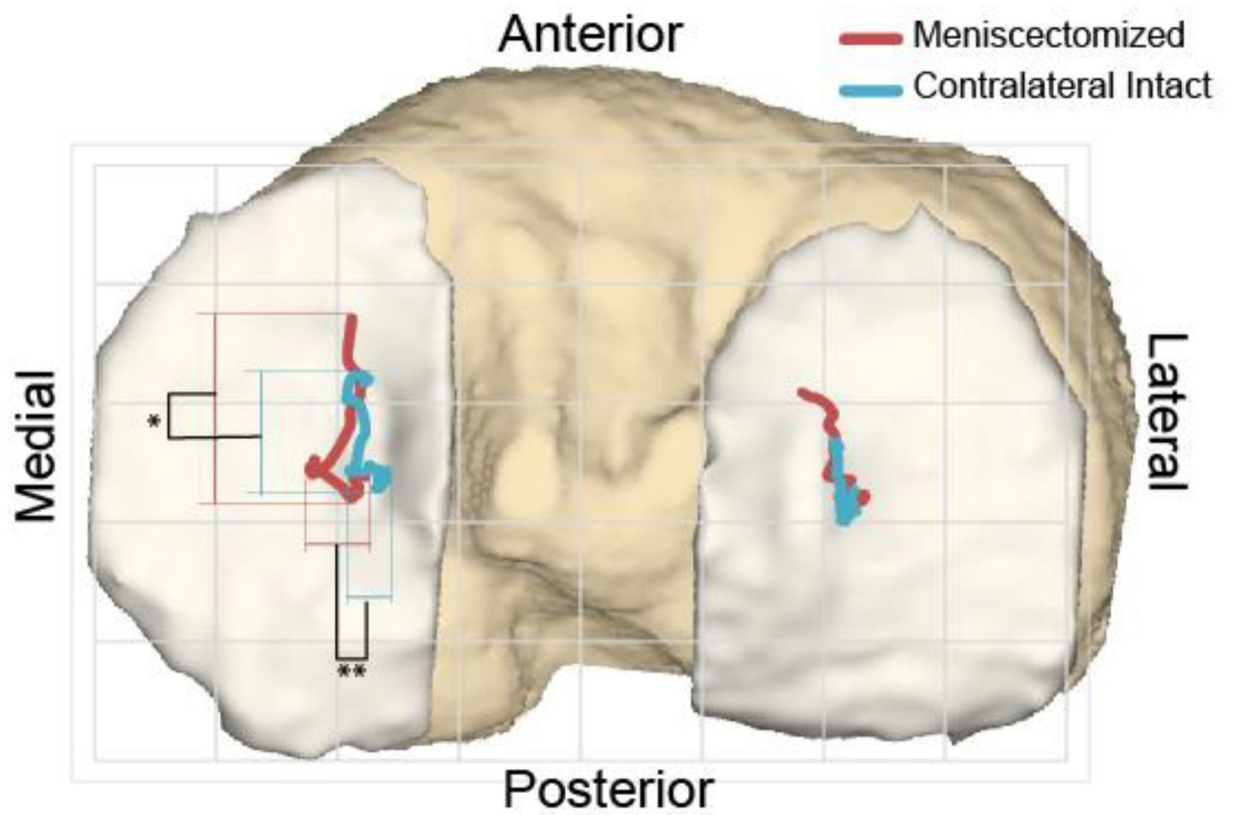 Anterior
Meniscectomized
Contralateral Intact
Medial
Lateral
*
**
Posterior